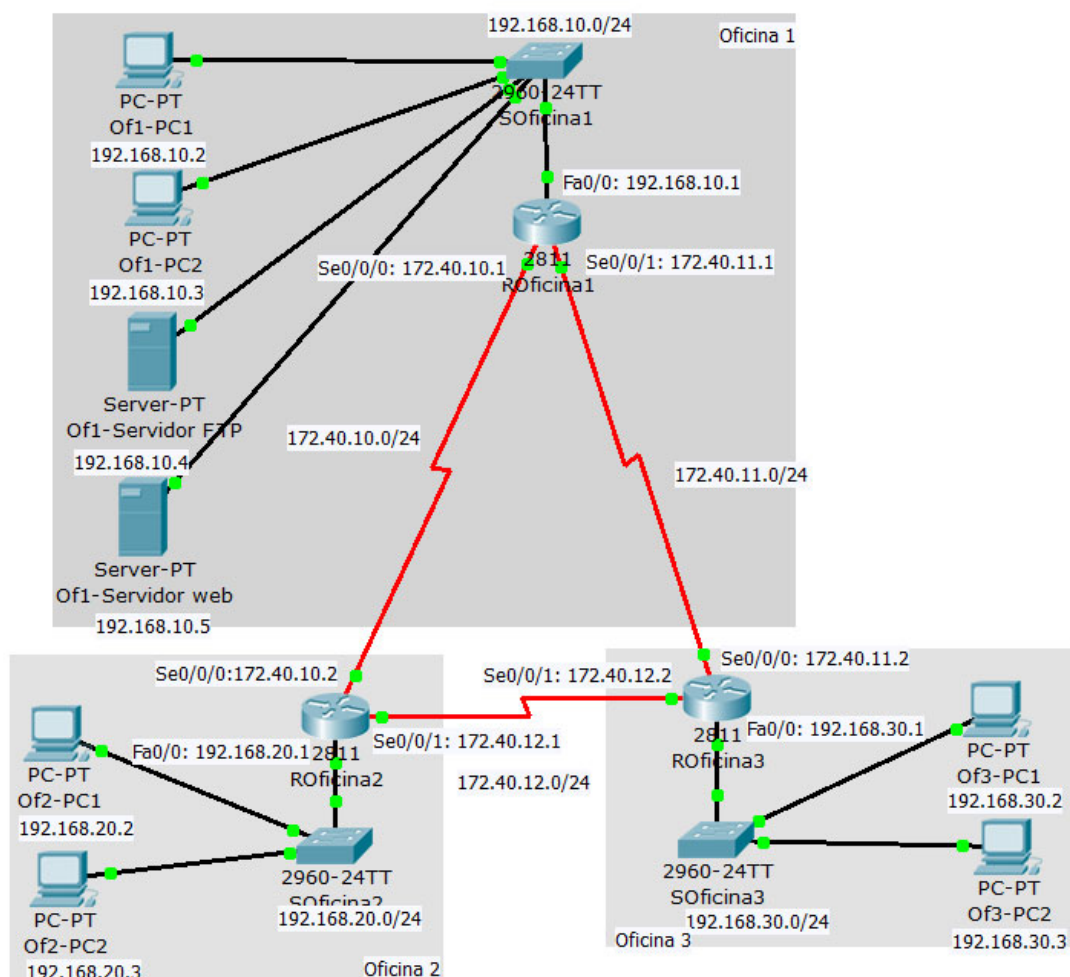 192.168.10.0/24
Oficina 1
PC-PT
Of1-PC1
192.168.10.2
2960-24TT
SOficina1
Fa0/0: 192.168.10.1
PC-PT
Of1-PC2
192.168.10.3
Se0/0/0: 172.40.10.1
2811
ROficina1
Se0/0/1: 172.40.11.1
Server-PT
Of1-Servidor FTP
192.168.10.4
172.40.10.0/24
172.40.11.0/24
Server-PT
Of1-Servidor web
192.168.10.5
Se0/0/0:172.40.10.2
Se0/0/1: 172.40.12.2
Se0/0/0: 172.40.11.2
Fa0/0: 192.168.20.1
2811
ROficina2
Se0/0/1: 172.40.12.1
172.40.12.0/24
Fa0/0: 192.168.30.1
2811
ROficina3
PC-PT
Of2-PC1
192.168.20.2
PC-PT
Of3-PC1
192.168.30.2
2960-24TT
SOficina2
192.168.20.0/24
2960-24TT
SOficina3
192.168.30.0/24
PC-PT
Of2-PC2
192.168.20.3
PC-PT
Of3-PC2
192.168.30.3
Oficina 2
Oficina 3